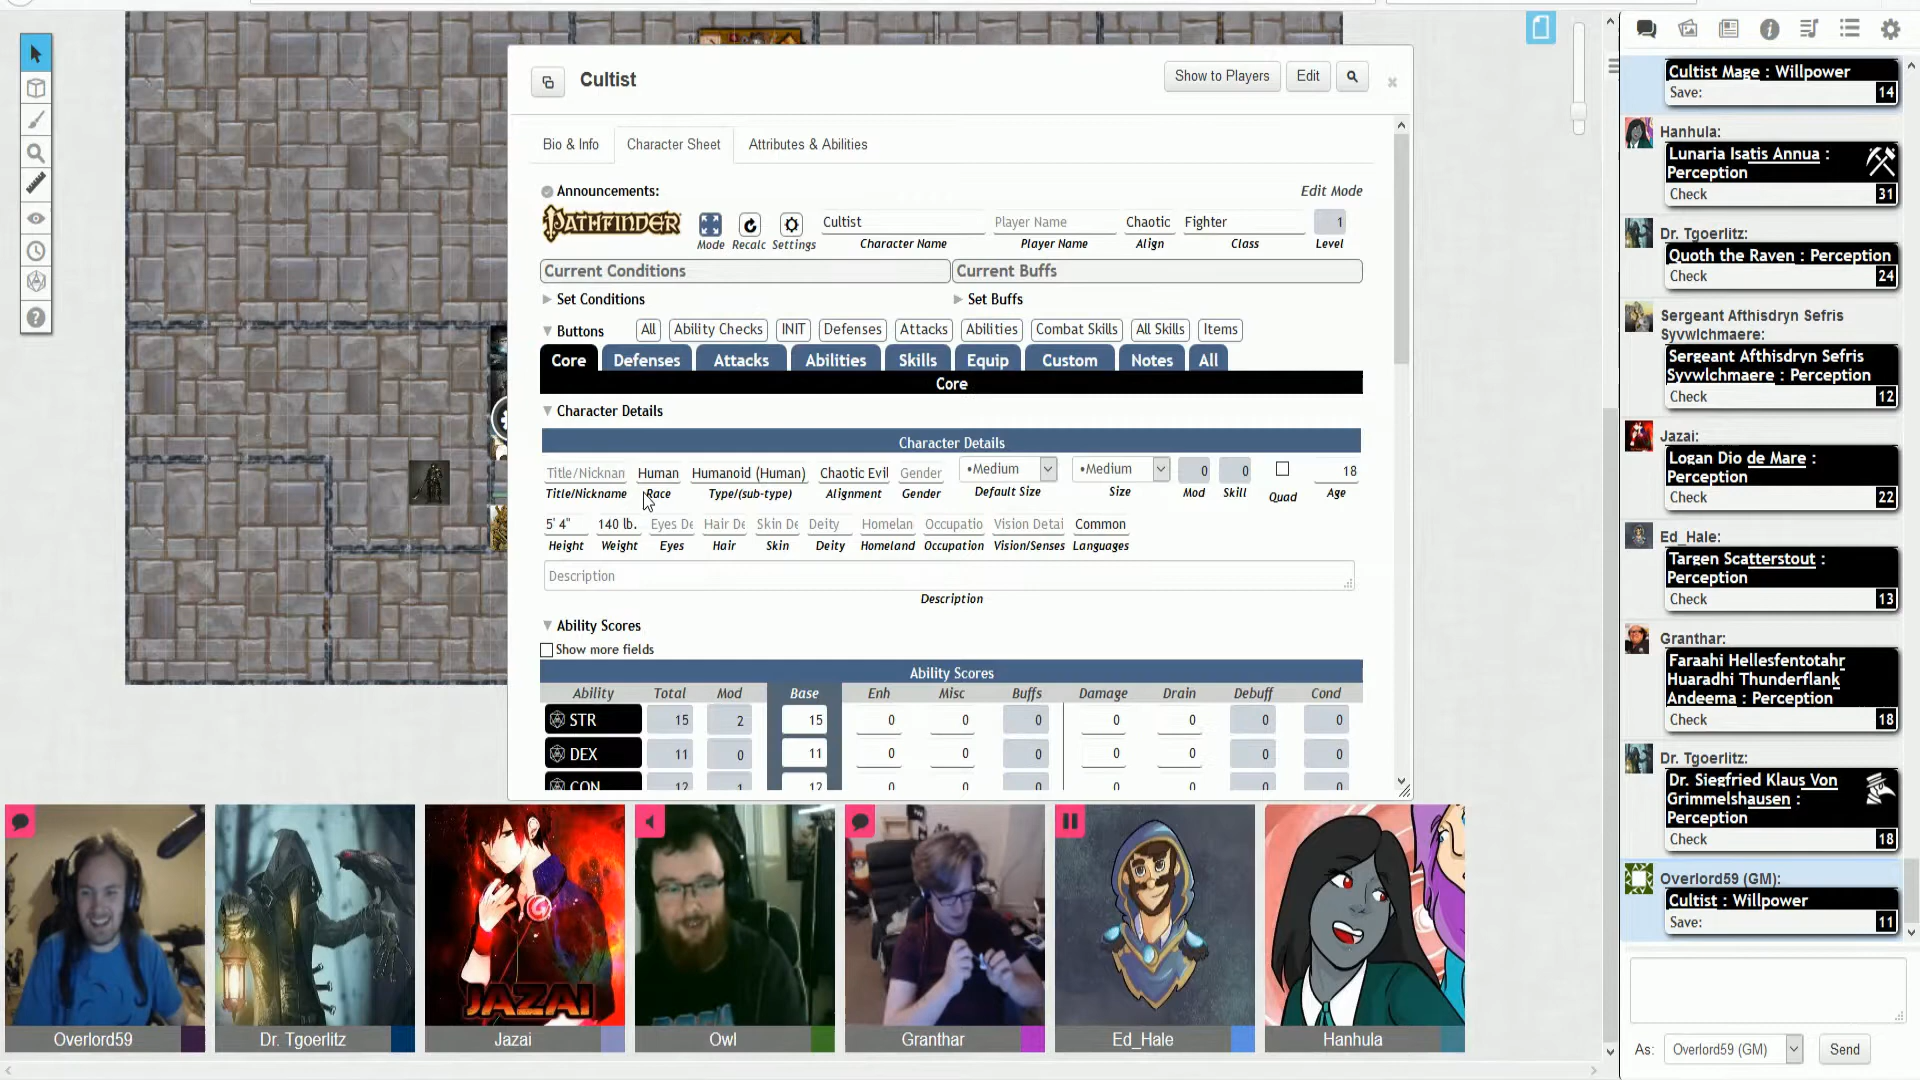 Cultist
Show to Players
Edit
Bio & Info
Character Sheet
Attributes & Abilities
Announcements:
Edit Mode
PATHFINDER
Mode
Recalc
Settings
Cultist
Character Name
Player Name
Player Name
Chaotic
Align
Fighter
Class
1
Level
Current Conditions
Current Buffs
Set Conditions
Set Buffs
Buttons
All
Ability Checks
INIT
Defenses
Attacks
Abilities
Combat Skills
All Skills
Items
Core
Defenses
Attacks
Abilities
Skills
Equip
Custom
Notes
All
Core
Character Details
Character Details
Title/Nicknan Human Humanoid (Human) Chaotic Evil Gender •Medium •Medium 0 0 18
Title/Nickname Race Type/(sub-type) Alignment Gender Default Size Size Mod Skill Quad Age
5' 4" 140 lb. Eyes De Hair De Skin De Deity Homelan Occupatio Vision Detai Common
Height Weight Eyes Hair Skin Deity Homeland Occupation Vision/Senses Languages
Description
Description
Ability Scores
Show more fields
Ability Scores
Ability Total Mod Base Enh Misc Buffs Damage Drain Debuff Cond
STR 15 2 15 0 0 0 0 0 0 0
DEX 11 0 11 0 0 0 0 0 0 0
CON 12 1 12 0 0 0 0 0 0 0
Cultist Mage : Willpower
Save: 14
Hanhula:
Lunaria Isatis Annua :
Perception
Check 31
Dr. Tgoerlitz:
Quoth the Raven : Perception
Check 24
Sergeant Afthisdryn Sefris
Syvwlchmaere:
Sergeant Afthisdryn Sefris
Syvwlchmaere : Perception
Check 12
Jazai:
Logan Dio de Mare :
Perception
Check 22
Ed_Hale:
Targen Scatterstout :
Perception
Check 13
Granthar:
Faraahi Hellesfentotahr
Huaradhi Thunderflank
Andeema : Perception
Check 18
Dr. Tgoerlitz:
Dr. Siegfried Klaus Von
Grimmelshausen :
Perception
Check 18
Overlord59 (GM):
Cultist : Willpower
Save: 11
As: Overlord59 (GM) Send
JAZAI
Overlord59
Dr. Tgoerlitz
Jazai
Owl
Granthar
Ed_Hale
Hanhula